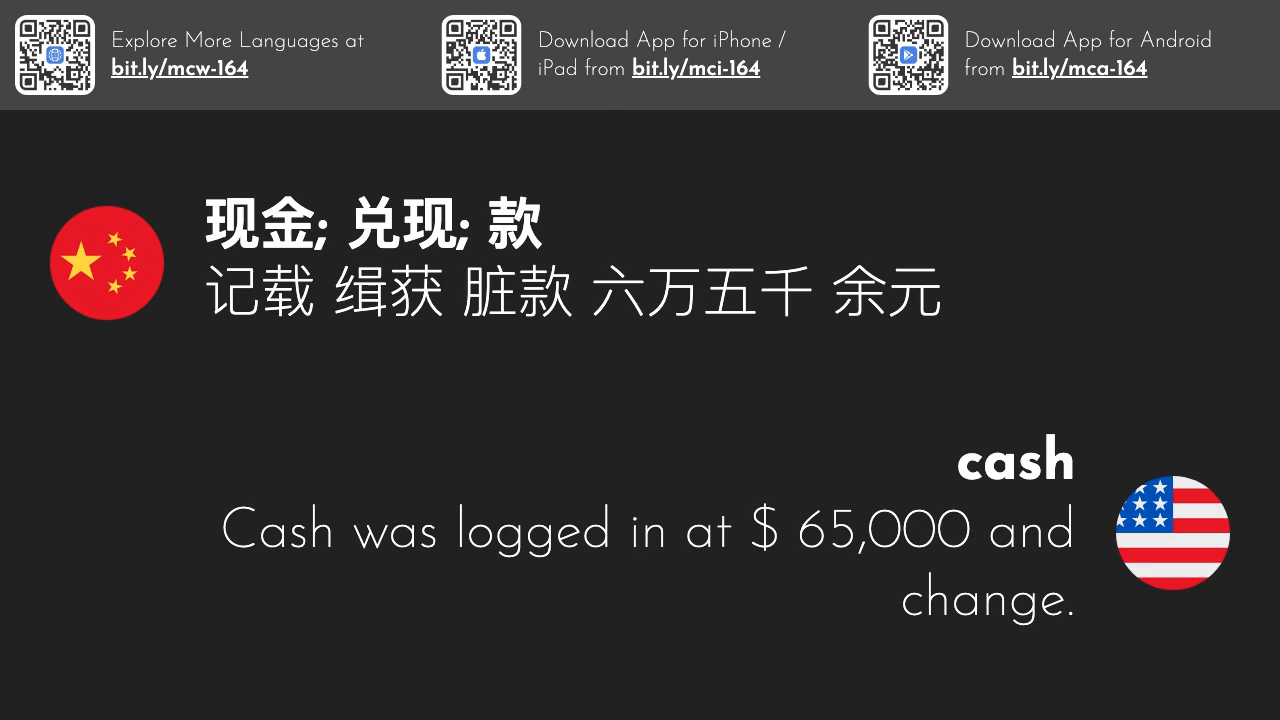 Explore More Languages at
bit.ly/mcw-164
Download App for iPhone /
iPad from bit.ly/mci-164
Download App for Android
from bit.ly/mca-164
现金; 兑现; 款
记载 缉获 脏款 六万五千 余元
cash
Cash was logged in at $ 65,000 and
change.